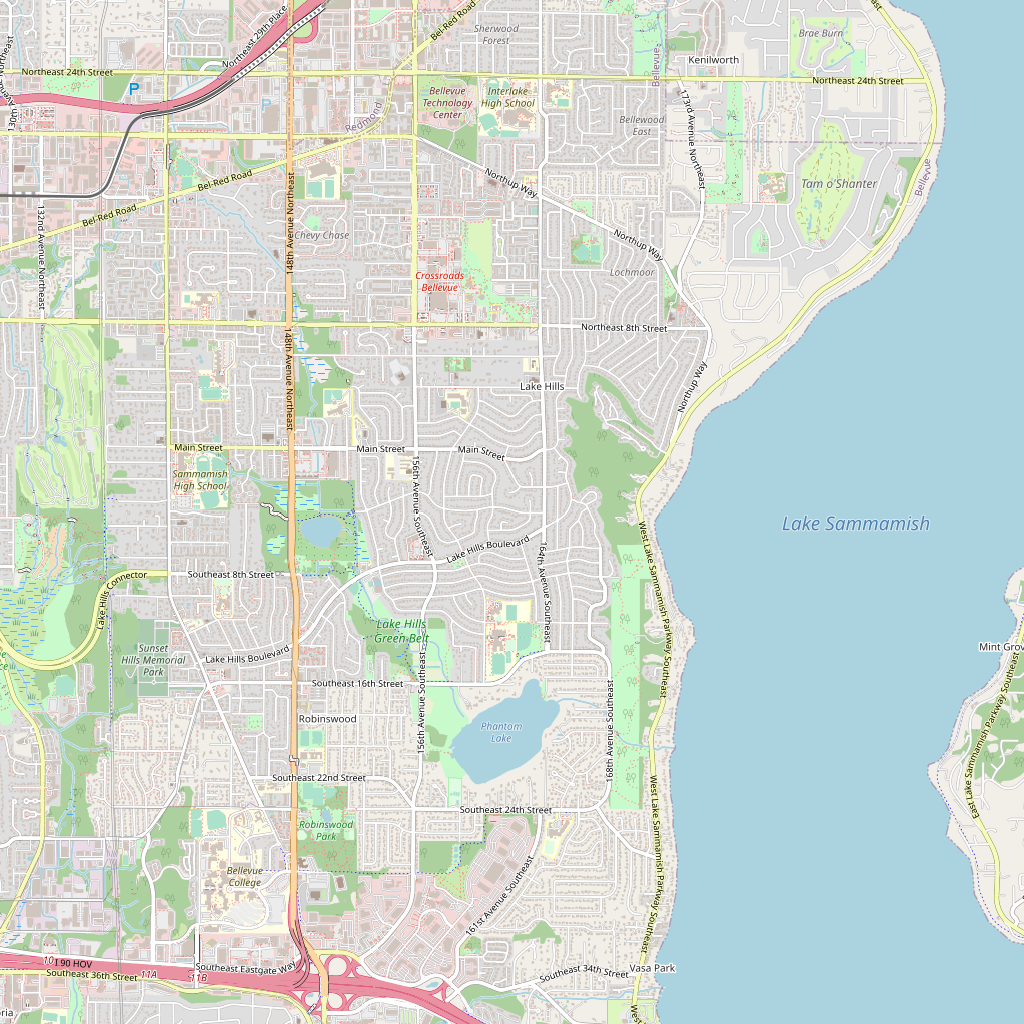 Northeast 29th Place
Bel-Red Road
Sherwood
Forest
Brae Burn
Kenilworth
Bellevue
Northeast 24th Street
Northeast 24th Street
P
P
Bellevue
Technology
Center
Interlake
High School
Redmond
Bellewood
East
173rd Avenue Northeast
Northup Way
Bel-Red Road
Tam o'Shanter
Bellevue
Bel-Red Road
132nd Avenue Northeast
148th Avenue Northeast
Chevy Chase
Northup Way
Lochmoor
Crossroads
Bellevue
Northeast 8th Street
148th Avenue Northeast
Lake Hills
Northup Way
Main Street
Main Street
Main Street
Sammamish
High School
156th Avenue Southeast
Lake Sammamish
Lake Hills Boulevard
164th Avenue Southeast
West Lake Sammamish Parkway Southeast
Southeast 8th Street
Lake Hills Connector
Lake Hills
Green Belt
Sunset
Hills Memorial
Park
Lake Hills Boulevard
Mint Grov
Southeast 16th Street
156th Avenue Southeast
168th Avenue Southeast
Robinswood
Phantom
Lake
East Lake Sammamish Parkway Southeast
Southeast 22nd Street
Southeast 24th Street
West Lake Sammamish Parkway Southeast
Robinswood
Park
Bellevue
College
161st Avenue Southeast
10
I 90 HOV
11A
11B
Southeast Eastgate Way
Southeast 36th Street
Southeast 34th Street
Vasa Park
ria
West